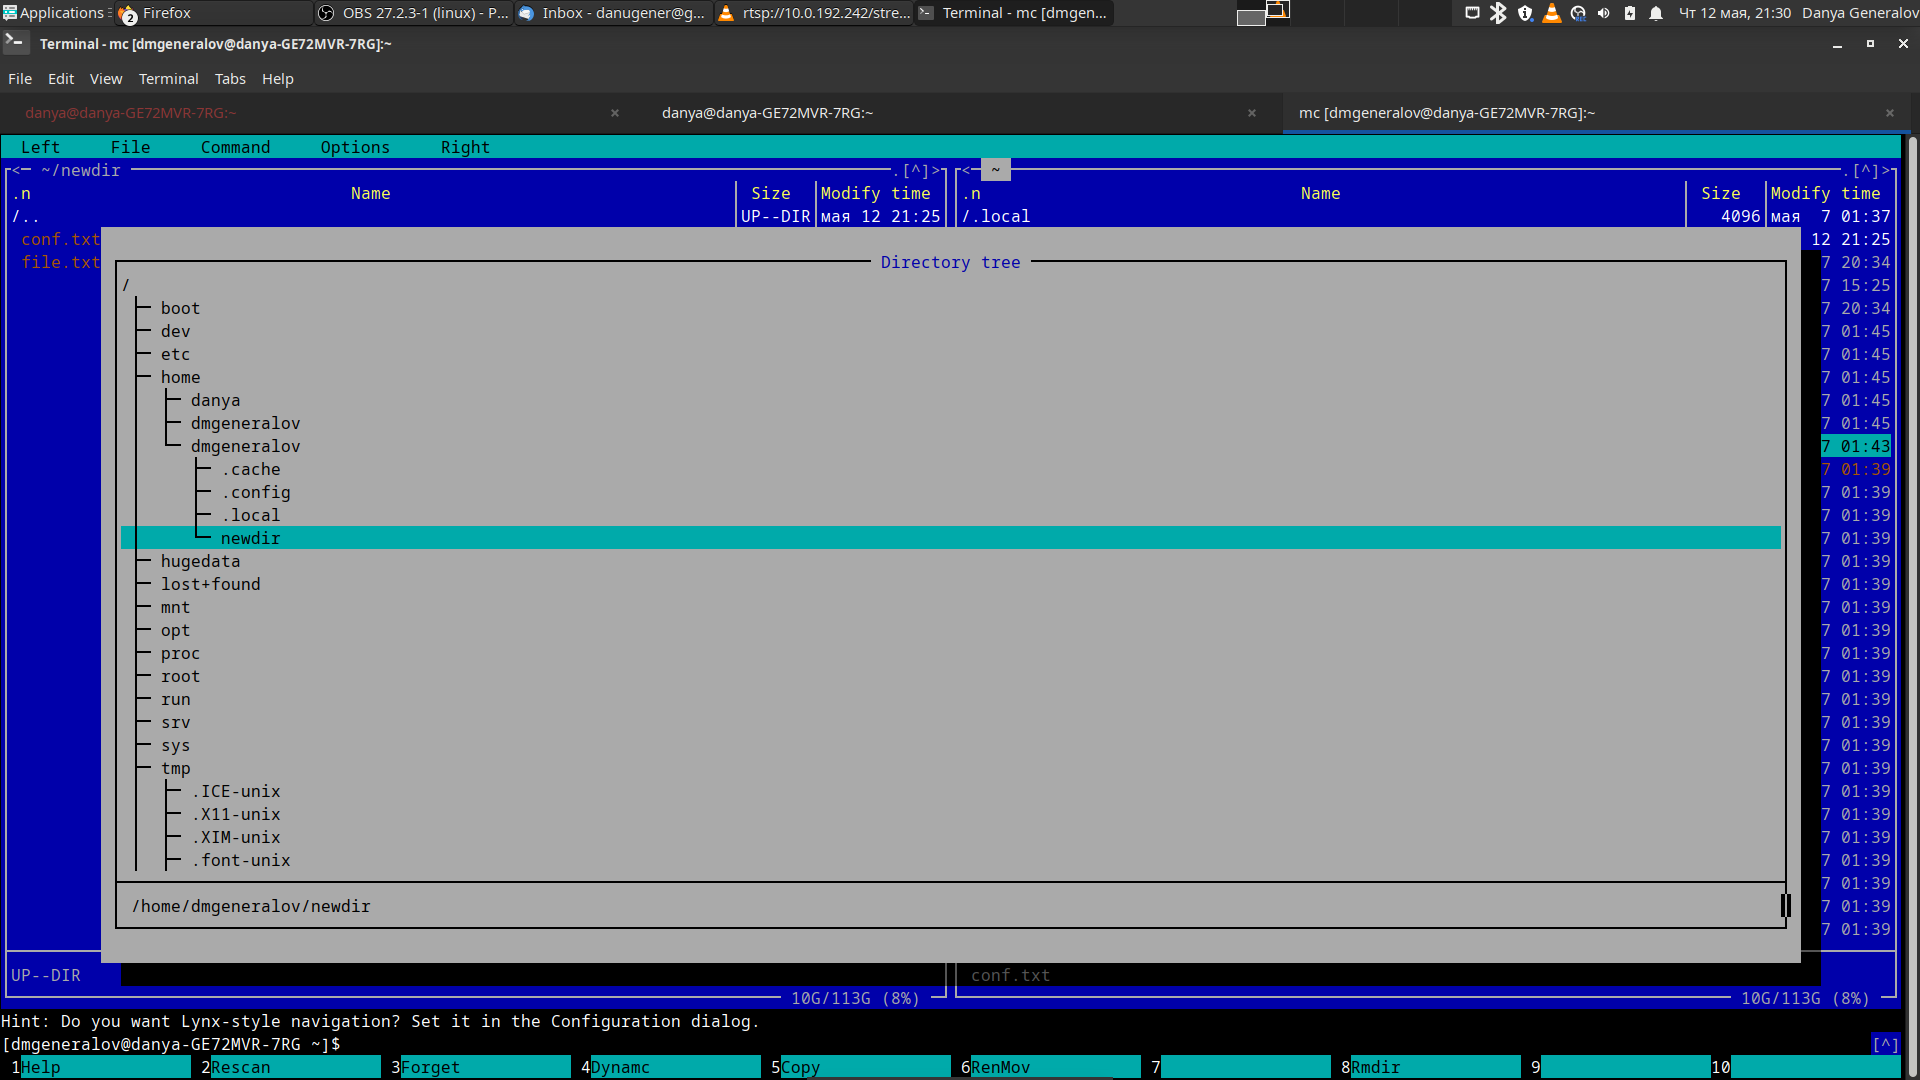 Applications
2
Firefox
OBS 27.2.3-1 (linux) - P...
Inbox - danugener@g...
rtsp://10.0.192.242/stre...
Terminal - mc [dmgen...
Чт 12 мая, 21:30
Danya Generalov
Terminal - mc [dmgeneralov@danya-GE72MVR-7RG]:~
File Edit View Terminal Tabs Help
danya@danya-GE72MVR-7RG:~
danya@danya-GE72MVR-7RG:~
mc [dmgeneralov@danya-GE72MVR-7RG]:~
Left File Command Options Right
<- ~/newdir .[^]> <- ~ .[^]>
.n Name Size Modify time .n Name Size Modify time
/.. UP--DIR мая 12 21:25 /.local 4096 мая 7 01:37
conf.txt 12 21:25
file.txt Directory tree 7 20:34
/ 7 15:25
boot 7 20:34
dev 7 01:45
etc 7 01:45
home 7 01:45
danya 7 01:45
dmgeneralov 7 01:45
dmgeneralov 7 01:43
.cache 7 01:39
.config 7 01:39
.local 7 01:39
newdir 7 01:39
hugedata 7 01:39
lost+found 7 01:39
mnt 7 01:39
opt 7 01:39
proc 7 01:39
root 7 01:39
run 7 01:39
srv 7 01:39
sys 7 01:39
tmp 7 01:39
.ICE-unix 7 01:39
.X11-unix 7 01:39
.XIM-unix 7 01:39
.font-unix 7 01:39
7 01:39
/home/dmgeneralov/newdir 7 01:39
7 01:39
UP--DIR conf.txt
10G/113G (8%) 10G/113G (8%)
Hint: Do you want Lynx-style navigation? Set it in the Configuration dialog.
[dmgeneralov@danya-GE72MVR-7RG ~]$ [^]
1Help 2Rescan 3Forget 4Dynamc 5Copy 6RenMov 7 8Rmdir 9 10